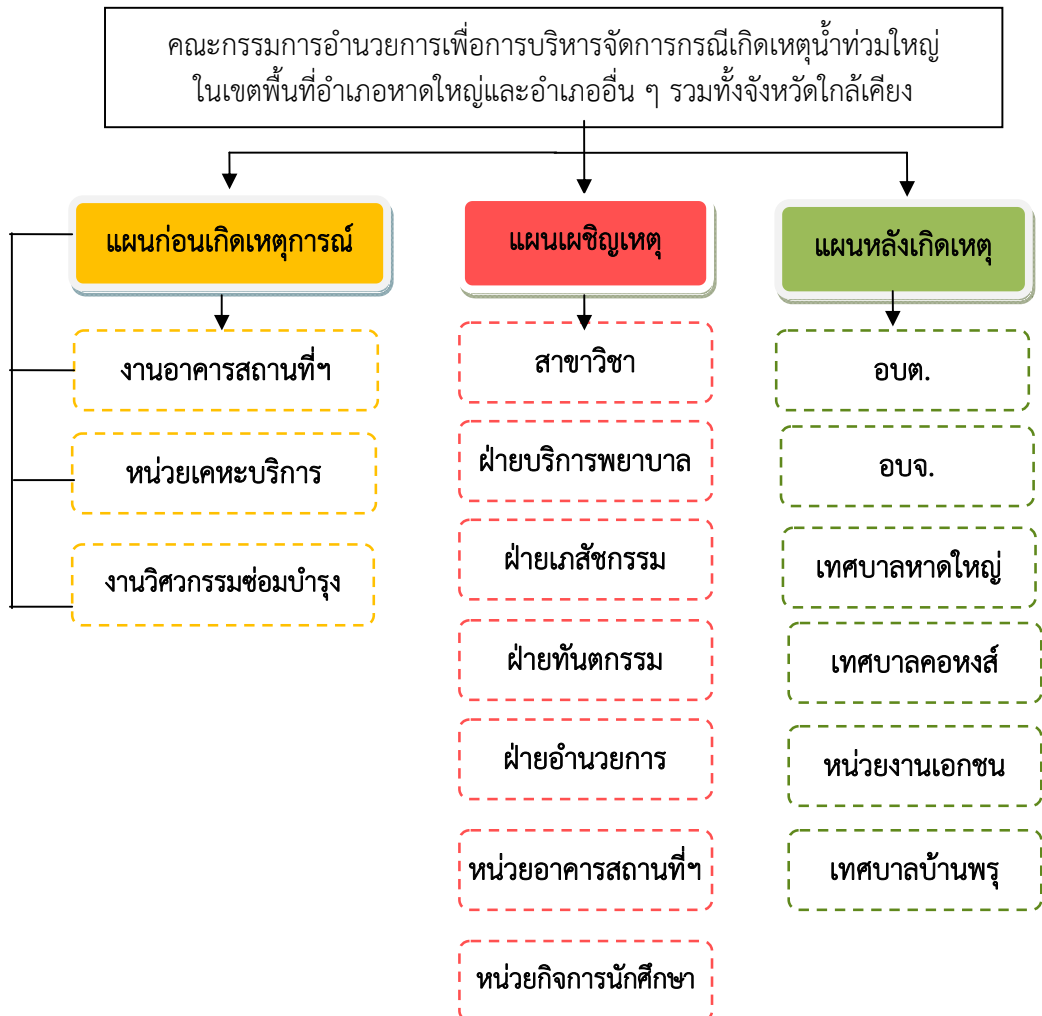 คณะกรรมการอำนวยการเพื่อการบริหารจัดการกรณีเกิดเหตุน้ำท่วมใหญ่
ในเขตพื้นที่อำเภอหาดใหญ่และอำเภออื่น ๆ รวมทั้งจังหวัดใกล้เคียง
แผนก่อนเกิดเหตุการณ์
งานอาคารสถานที่ฯ
หน่วยเคหะบริการ
งานวิศวกรรมซ่อมบำรุง
แผนเผชิญเหตุ
สาขาวิชา
ฝ่ายบริการพยาบาล
ฝ่ายเภสัชกรรม
ฝ่ายทันตกรรม
ฝ่ายอำนวยการ
หน่วยอาคารสถานที่ฯ
หน่วยกิจการนักศึกษา
แผนหลังเกิดเหตุ
อบต.
อบจ.
เทศบาลหาดใหญ่
เทศบาลคอหงส์
หน่วยงานเอกชน
เทศบาลบ้านพรุ